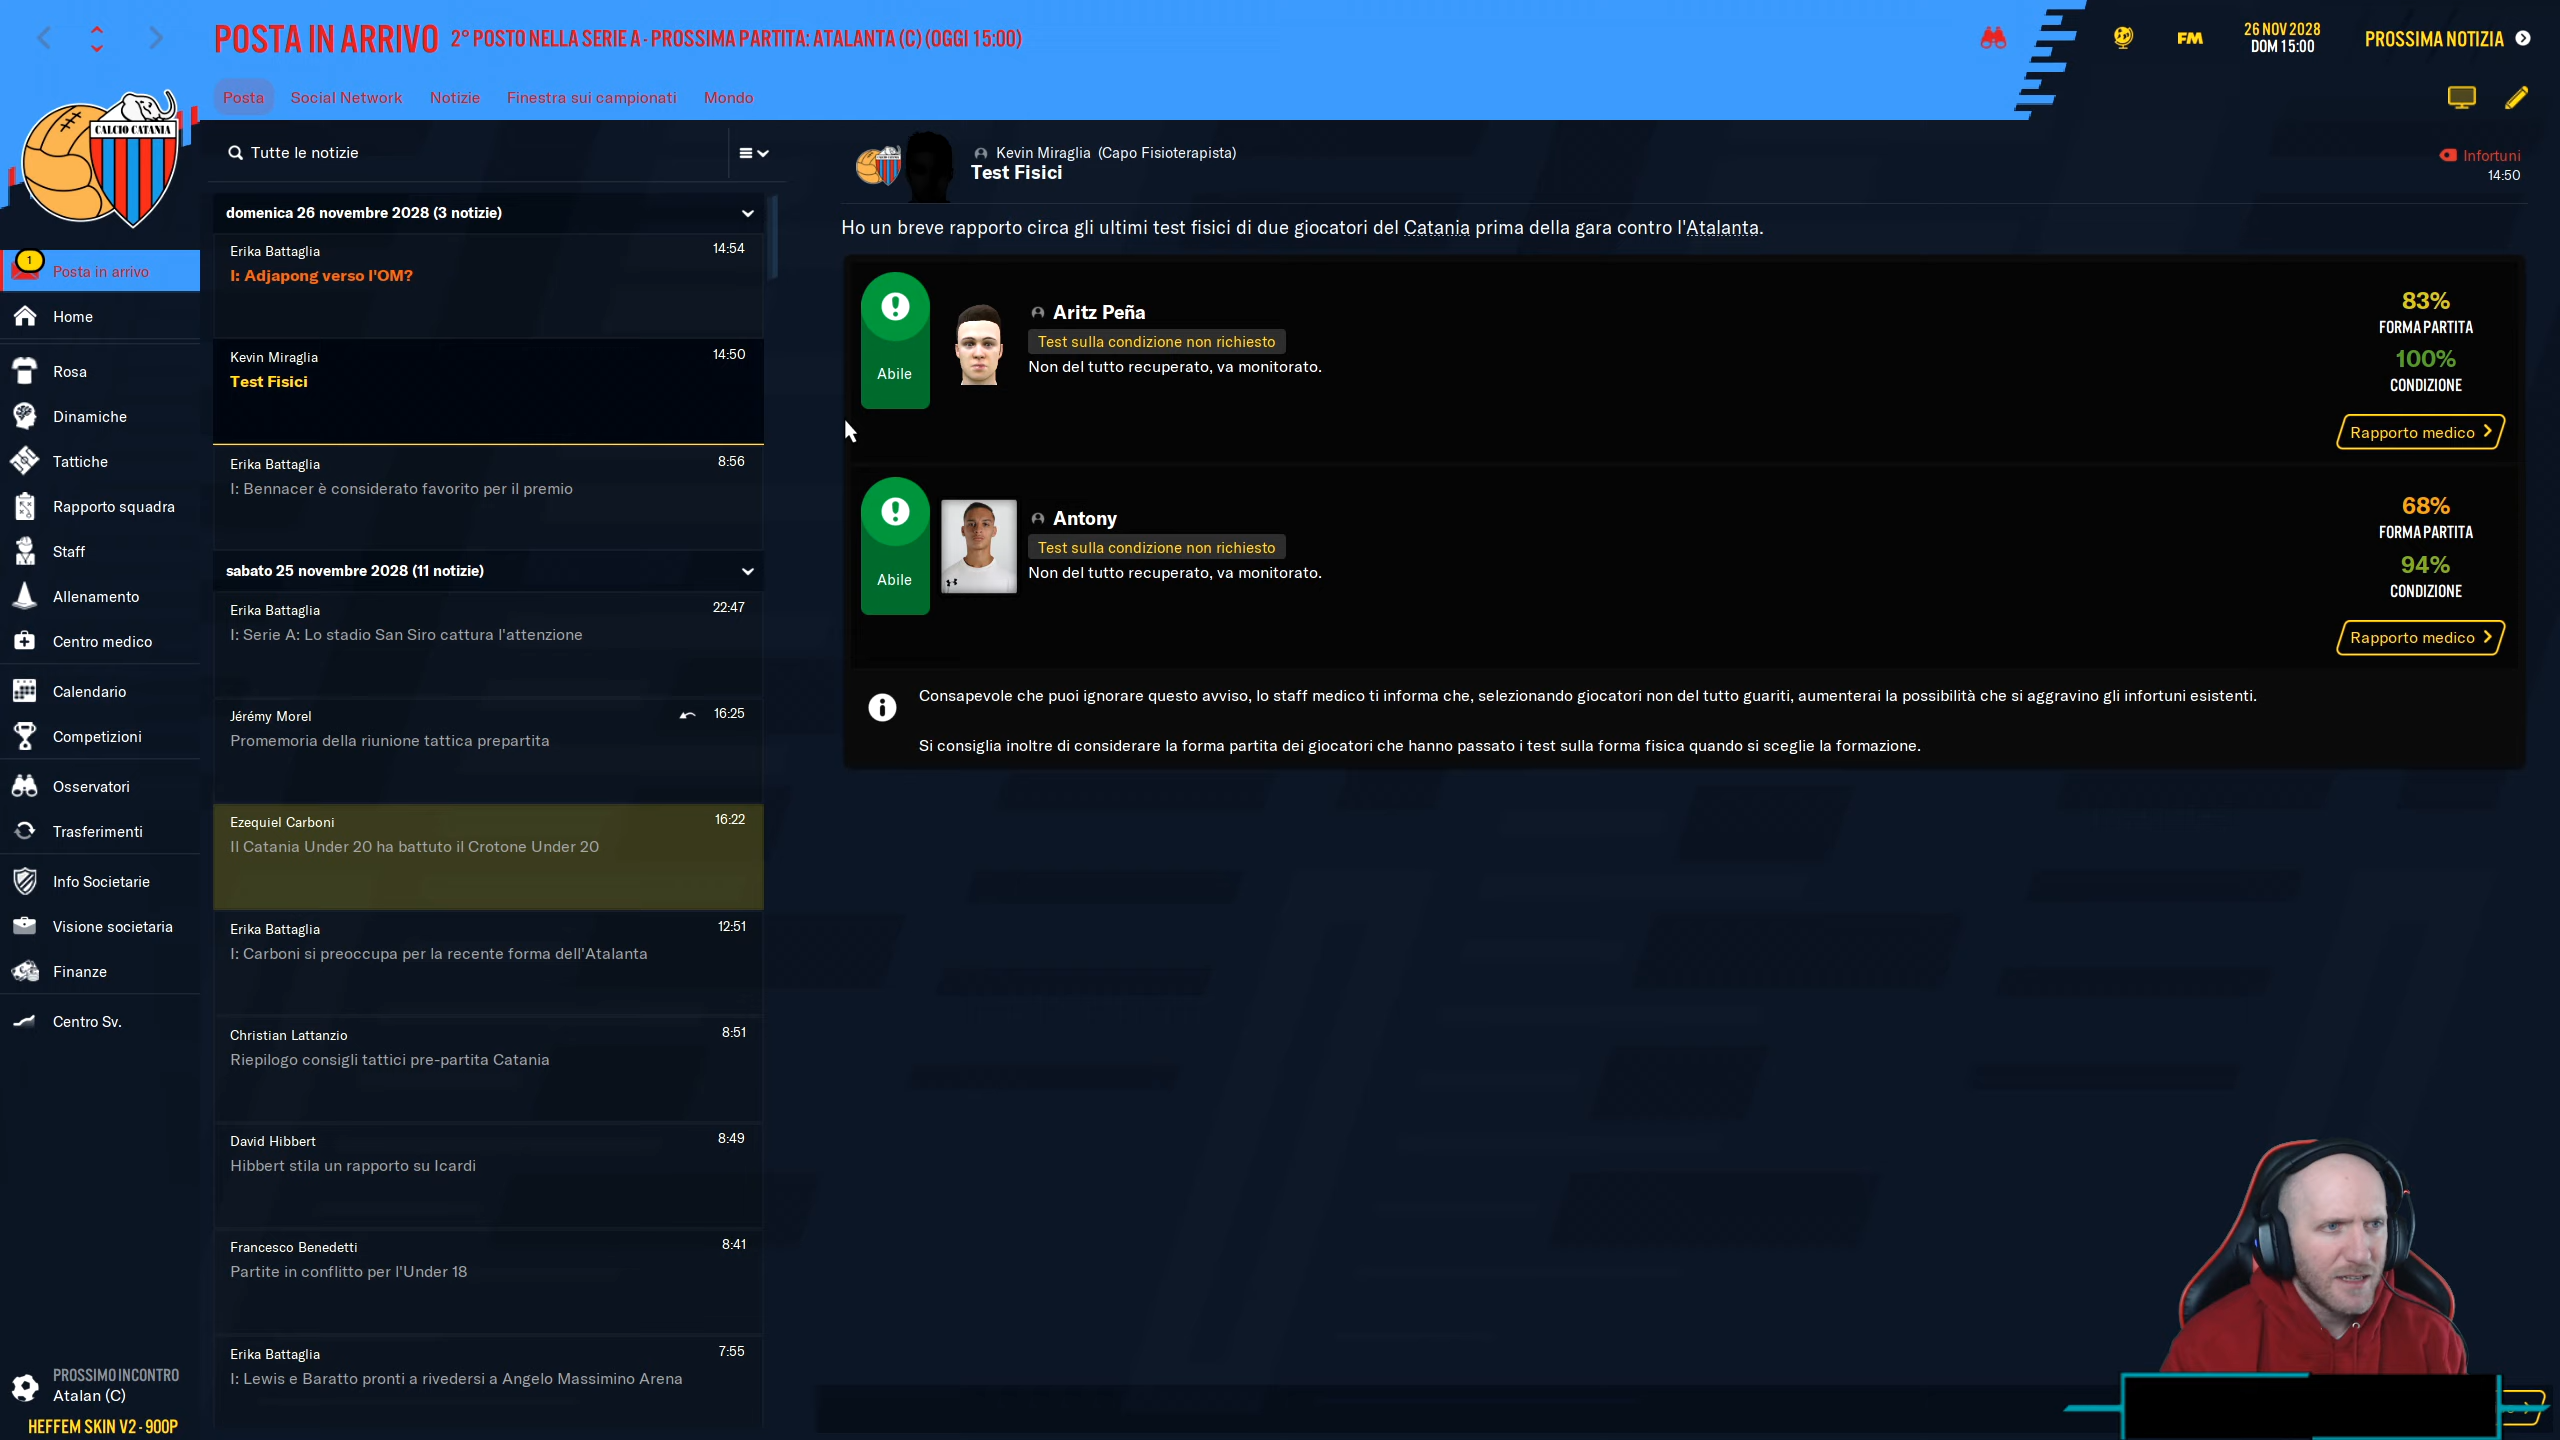 POSTA IN ARRIVO
2° POSTO NELLA SERIE A - PROSSIMA PARTITA: ATALANTA (C) (OGGI 15:00)
FM
26 NOV 2028
DOM 15:00
PROSSIMA NOTIZIA
Posta
Social Network
Notizie
Finestra sui campionati
Mondo
CALCIO CATANIA
1
Posta in arrivo
Home
Rosa
Dinamiche
Tattiche
Rapporto squadra
Staff
Allenamento
Centro medico
Calendario
Competizioni
Osservatori
Trasferimenti
Info Societarie
Visione societaria
Finanze
Centro Sv.
PROSSIMO INCONTRO
Atalan (C)
HEFFEM SKIN V2 - 900P
Tutte le notizie
domenica 26 novembre 2028 (3 notizie)
Erika Battaglia
14:54
I: Adjapong verso l'OM?
Kevin Miraglia
14:50
Test Fisici
Erika Battaglia
8:56
I: Bennacer è considerato favorito per il premio
sabato 25 novembre 2028 (11 notizie)
Erika Battaglia
22:47
I: Serie A: Lo stadio San Siro cattura l'attenzione
Jérémy Morel
16:25
Promemoria della riunione tattica prepartita
Ezequiel Carboni
16:22
Il Catania Under 20 ha battuto il Crotone Under 20
Erika Battaglia
12:51
I: Carboni si preoccupa per la recente forma dell'Atalanta
Christian Lattanzio
8:51
Riepilogo consigli tattici pre-partita Catania
David Hibbert
8:49
Hibbert stila un rapporto su Icardi
Francesco Benedetti
8:41
Partite in conflitto per l'Under 18
Erika Battaglia
7:55
I: Lewis e Baratto pronti a rivedersi a Angelo Massimino Arena
Kevin Miraglia (Capo Fisioterapista)
Test Fisici
Infortuni
14:50
Ho un breve rapporto circa gli ultimi test fisici di due giocatori del Catania prima della gara contro l'Atalanta.
Abile
Aritz Peña
Test sulla condizione non richiesto
Non del tutto recuperato, va monitorato.
83%
FORMA PARTITA
100%
CONDIZIONE
Rapporto medico
Abile
Antony
Test sulla condizione non richiesto
Non del tutto recuperato, va monitorato.
68%
FORMA PARTITA
94%
CONDIZIONE
Rapporto medico
Consapevole che puoi ignorare questo avviso, lo staff medico ti informa che, selezionando giocatori non del tutto guariti, aumenterai la possibilità che si aggravino gli infortuni esistenti.
Si consiglia inoltre di considerare la forma partita dei giocatori che hanno passato i test sulla forma fisica quando si sceglie la formazione.